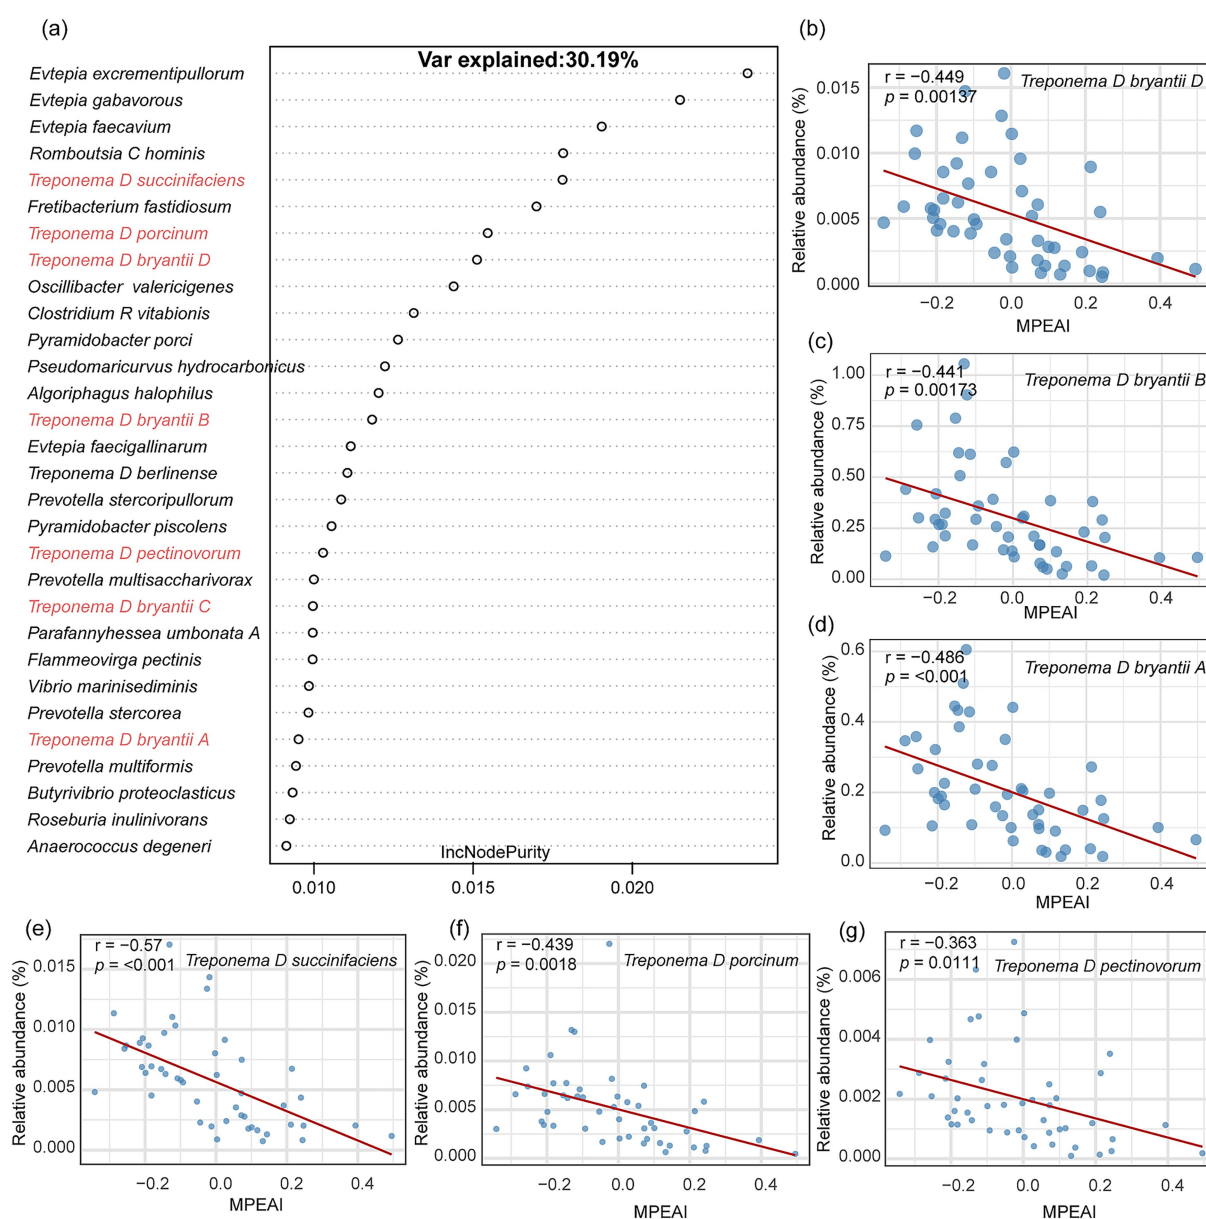 (a)
Var explained:30.19%
Evtepia excrementipullorum
Evtepia gabavorous
Evtepia faecavium
Romboutsia C hominis
Treponema D succinifaciens
Fretibacterium fastidiosum
Treponema D porcinum
Treponema D bryantii D
Oscillibacter valericigenes
Clostridium R vitabionis
Pyramidobacter porci
Pseudomaricurvus hydrocarbonicus
Algoriphagus halophilus
Treponema D bryantii B
Evtepia faecigallinarum
Treponema D berlinense
Prevotella stercoripullorum
Pyramidobacter piscolens
Treponema D pectinovorum
Prevotella multisaccharivorax
Treponema D bryantii C
Parafannyhessea umbonata A
Flammeovirga pectinis
Vibrio marinisediminis
Prevotella stercorea
Treponema D bryantii A
Prevotella multiformis
Butyrivibrio proteoclasticus
Roseburia inulinivorans
Anaerococcus degeneri
IncNodePurity
0.010 0.015 0.020
(b)
r = −0.449
p = 0.00137
Treponema D bryantii D
Relative abundance (%)
0.015
0.010
0.005
0.000
−0.2 0.0 0.2 0.4
MPEAI
(c)
r = −0.441
p = 0.00173
Treponema D bryantii B
Relative abundance (%)
1.00
0.75
0.50
0.25
0.00
−0.2 0.0 0.2 0.4
MPEAI
(d)
r = −0.486
p = <0.001
Treponema D bryantii A
Relative abundance (%)
0.6
0.4
0.2
0.0
−0.2 0.0 0.2 0.4
MPEAI
(e)
r = −0.57
p = <0.001
Treponema D succinifaciens
Relative abundance (%)
0.015
0.010
0.005
0.000
−0.2 0.0 0.2 0.4
MPEAI
(f)
r = −0.439
p = 0.0018
Treponema D porcinum
Relative abundance (%)
0.020
0.015
0.010
0.005
0.000
−0.2 0.0 0.2 0.4
MPEAI
(g)
r = −0.363
p = 0.0111
Treponema D pectinovorum
Relative abundance (%)
0.006
0.004
0.002
0.000
−0.2 0.0 0.2 0.4
MPEAI